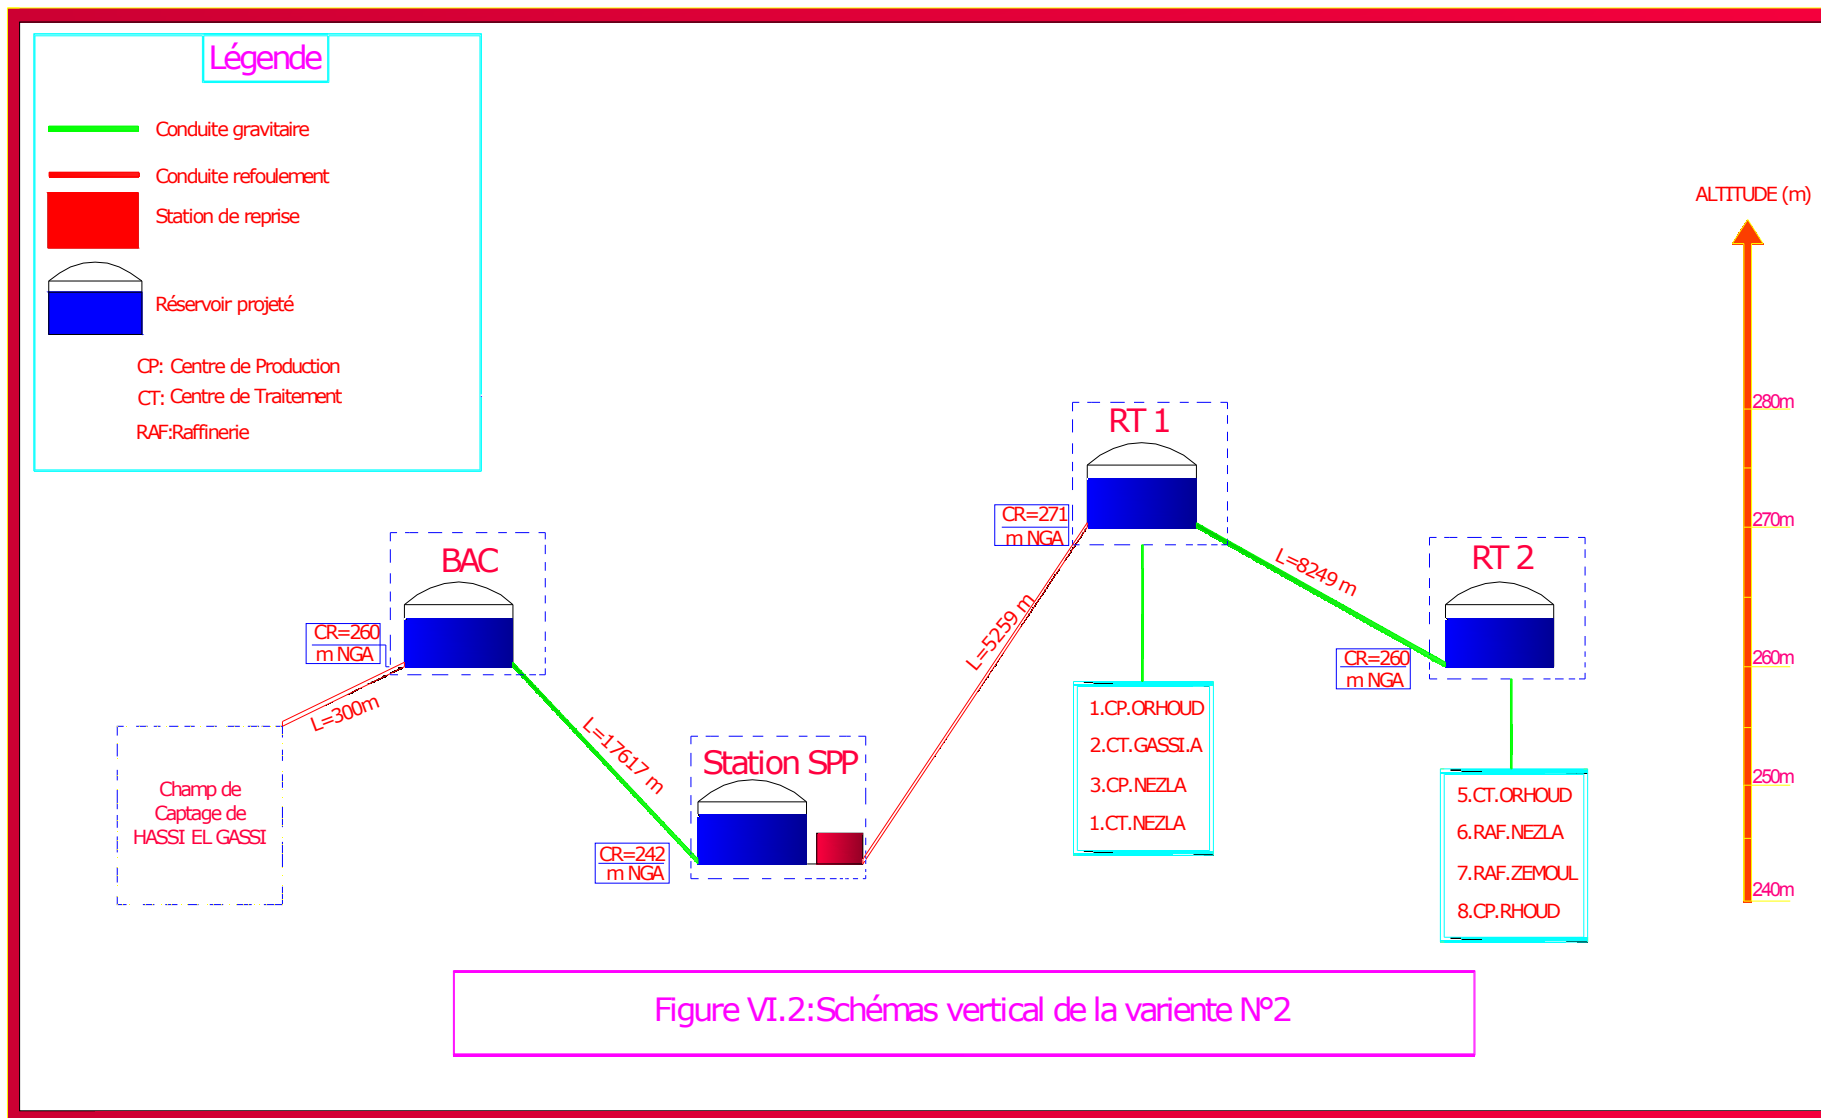 Légende
Conduite gravitaire
Conduite refoulement
Station de reprise
Réservoir projeté
CP: Centre de Production
CT: Centre de Traitement
RAF:Raffinerie
ALTITUDE (m)
280m
270m
260m
250m
240m
BAC
CR=260
m NGA
L=300m
Champ de
Captage de
HASSI EL GASSI
L=17617 m
Station SPP
CR=242
m NGA
L=5259 m
RT 1
CR=271
m NGA
1.CP.ORHOUD
2.CT.GASSI.A
3.CP.NEZLA
1.CT.NEZLA
L=8249 m
RT 2
CR=260
m NGA
5.CT.ORHOUD
6.RAF.NEZLA
7.RAF.ZEMOUL
8.CP.RHOUD
Figure VI.2:Schémas vertical de la variente N°2